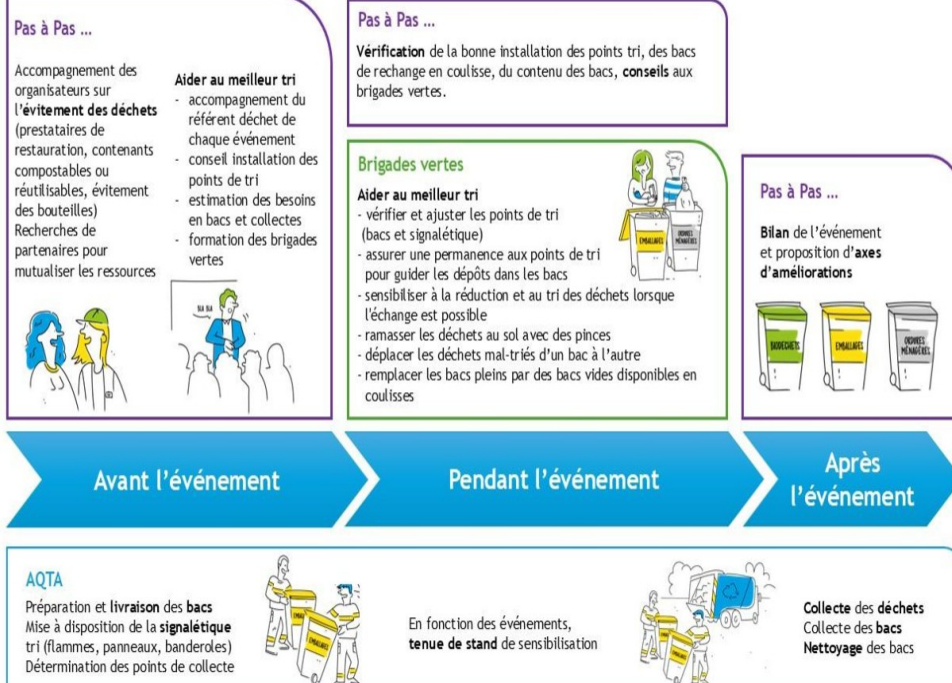 Pas à Pas ...
Accompagnement des
organisateurs sur
l'évitement des déchets
(prestataires de
restauration, contenants
compostables ou
réutilisables, évitement
des bouteilles)
Recherches de
partenaires pour
mutualiser les ressources
Aider au meilleur tri
- accompagnement du
référent déchet de
chaque événement
- conseil installation des
points de tri
- estimation des besoins
en bacs et collectes
- formation des brigades
vertes
BLA BLA
Pas à Pas ...
Vérification de la bonne installation des points tri, des bacs
de rechange en coulisse, du contenu des bacs, conseils aux
brigades vertes.
Brigades vertes
Aider au meilleur tri
- vérifier et ajuster les points de tri
(bacs et signalétique)
- assurer une permanence aux points de tri
pour guider les dépôts dans les bacs
- sensibiliser à la réduction et au tri des déchets lorsque
l'échange est possible
- ramasser les déchets au sol avec des pinces
- déplacer les déchets mal-triés d'un bac à l'autre
- remplacer les bacs pleins par des bacs vides disponibles en
coulisses
EMBALLAGES
ORDURES
MÉNAGÈRES
Pas à Pas ...
Bilan de l'événement
et proposition d'axes
d'améliorations
BIODÉCHETS
EMBALLAGES
ORDURES
MÉNAGÈRES
Avant l'événement
Pendant l'événement
Après
l'événement
AQTA
Préparation et livraison des bacs
Mise à disposition de la signalétique
tri (flammes, panneaux, banderoles)
Détermination des points de collecte
EMBALLAGES
En fonction des événements,
tenue de stand de sensibilisation
EMBALLAGES
Collecte des déchets
Collecte des bacs
Nettoyage des bacs